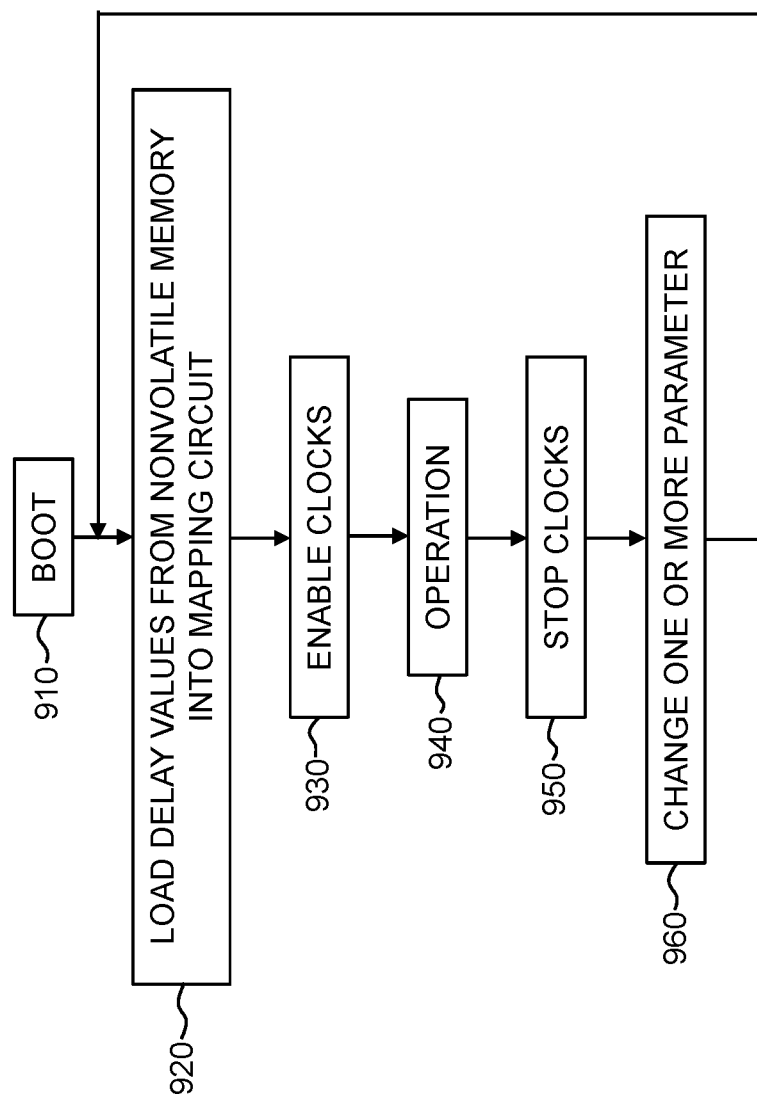 BOOT
910
LOAD DELAY VALUES FROM NONVOLATILE MEMORY
INTO MAPPING CIRCUIT
920
ENABLE CLOCKS
930
OPERATION
940
STOP CLOCKS
950
CHANGE ONE OR MORE PARAMETER
960